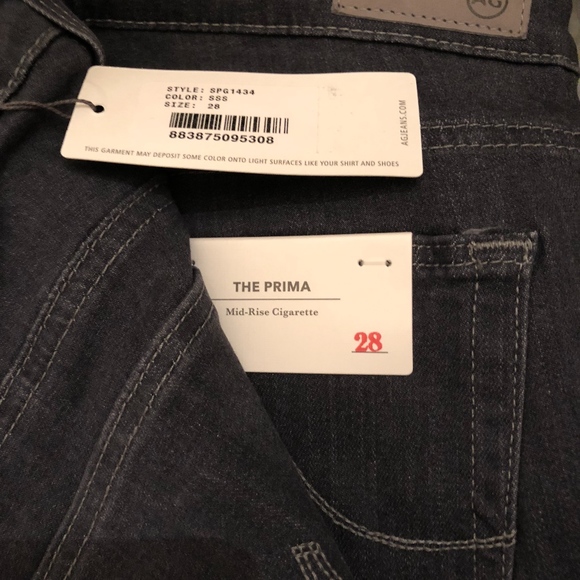 AG
STYLE: SPG1434
COLOR: SSS
SIZE: 28
883875095308
AGJEANS.COM
THIS GARMENT MAY DEPOSIT SOME COLOR ONTO LIGHT SURFACES LIKE YOUR SHIRT AND SHOES
THE PRIMA
Mid-Rise Cigarette
28